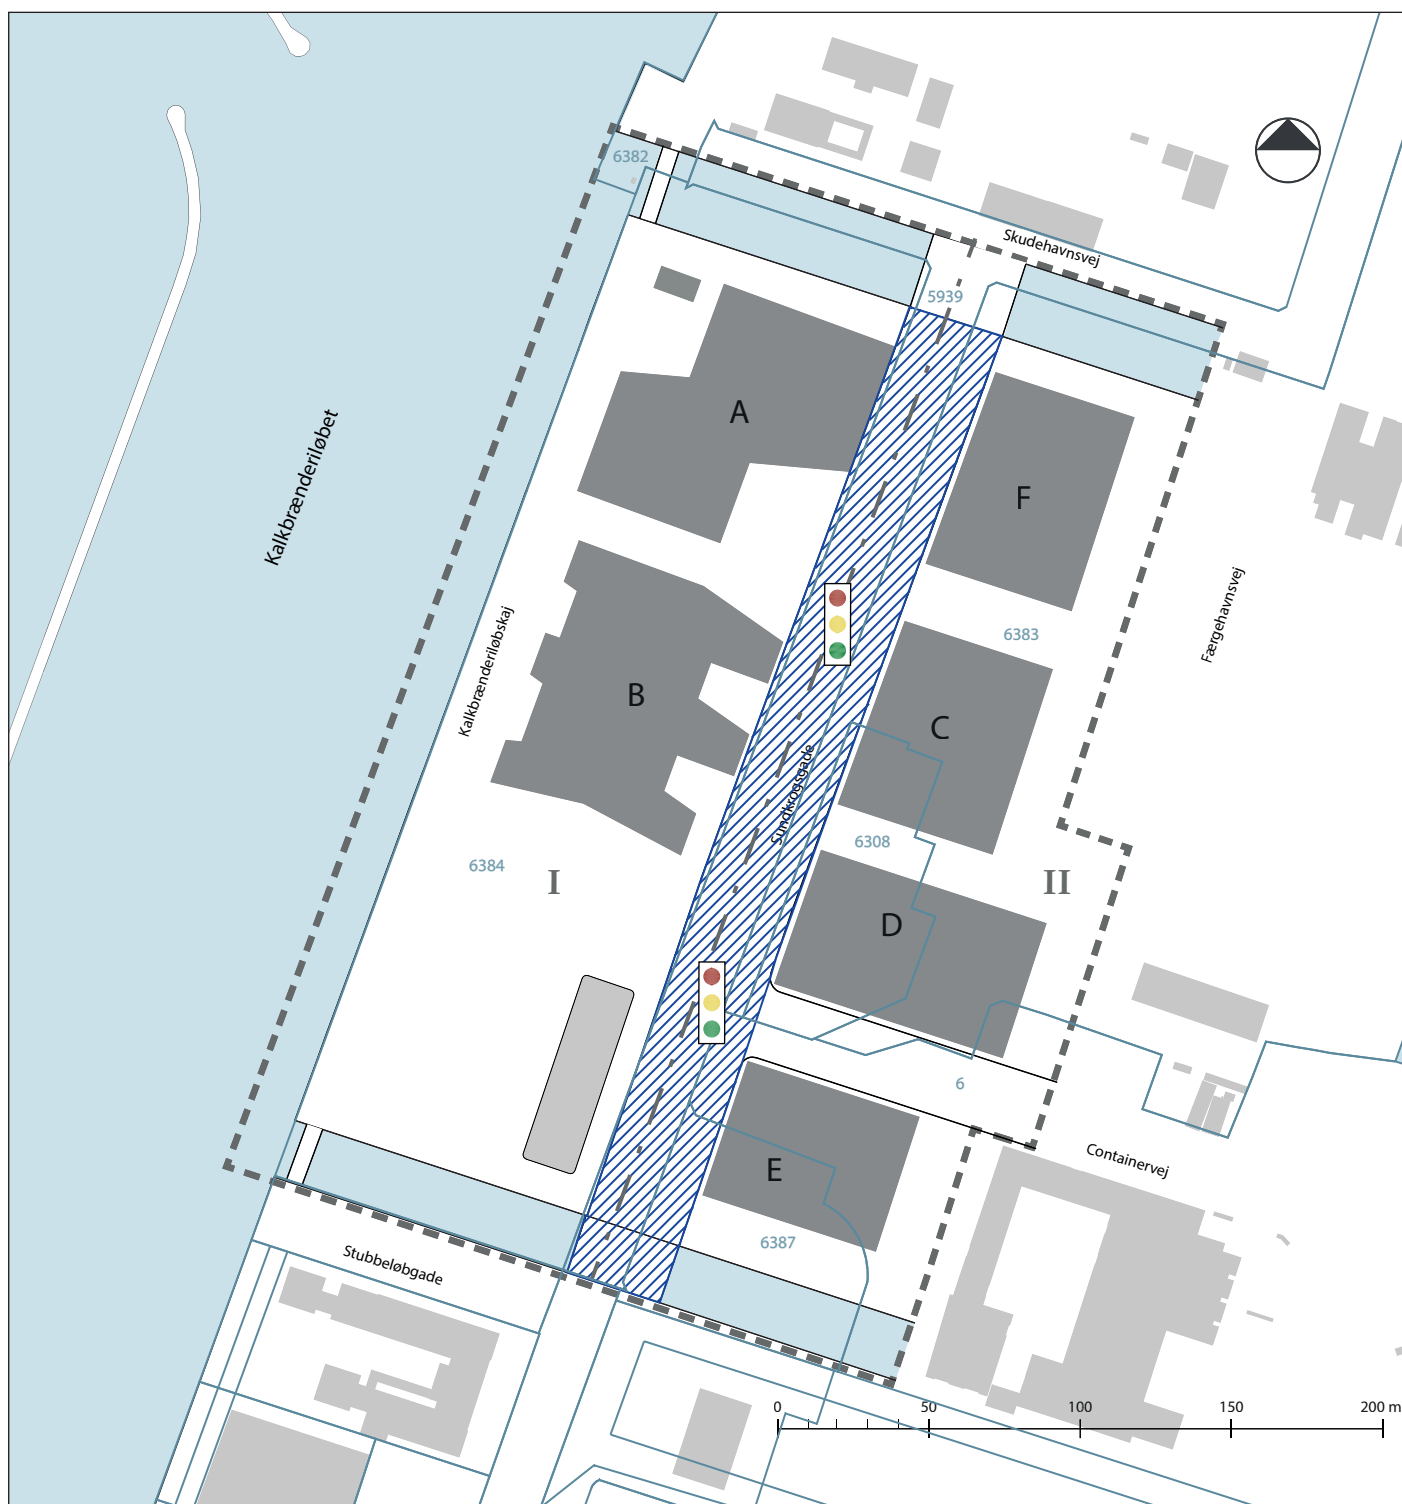 6382
Skudehavnsvej
5939
A
Kalkbrænderiløbet
F
Færgehavnsvej
6383
Kalkbrænderiløbskaj
B
C
Sundkrogsgade
6308
6384
I
II
D
6
Containervej
E
6387
Stubbeløbgade
0 50 100 150 200 m